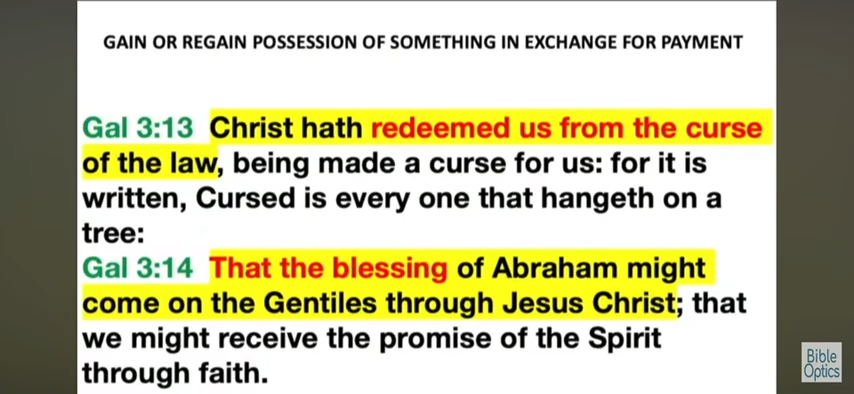 GAIN OR REGAIN POSSESSION OF SOMETHING IN EXCHANGE FOR PAYMENT
Gal 3:13 Christ hath redeemed us from the curse
of the law, being made a curse for us: for it is
written, Cursed is every one that hangeth on a
tree:
Gal 3:14 That the blessing of Abraham might
come on the Gentiles through Jesus Christ; that
we might receive the promise of the Spirit
through faith.
Bible
Optics